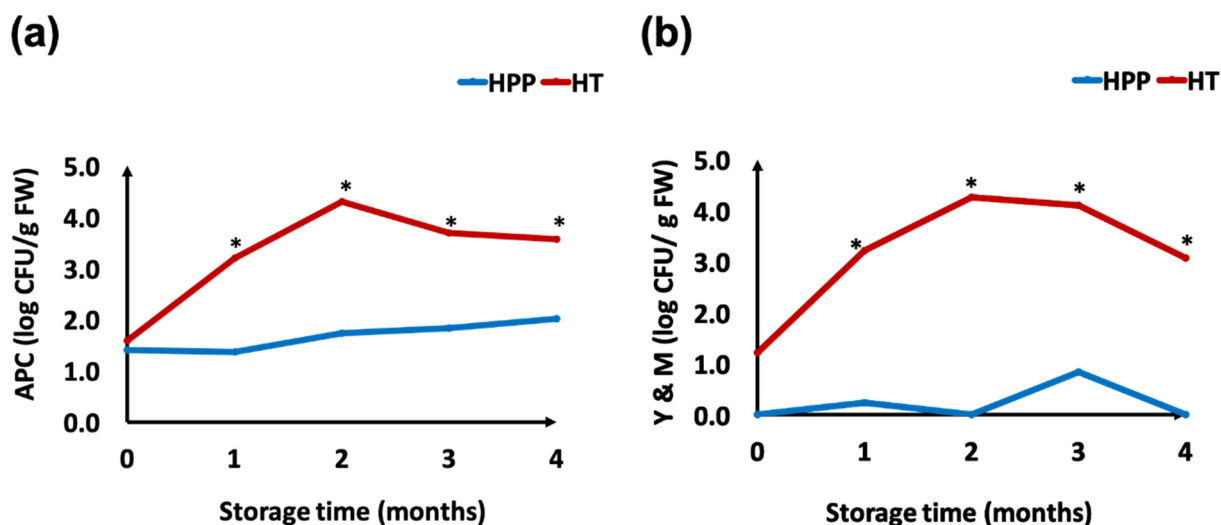 (a)
HPP HT
APC (log CFU/g FW)
5.0
4.0
3.0
2.0
1.0
0.0
*
*
*
*
0 1 2 3 4
Storage time (months)
(b)
HPP HT
Y & M (log CFU/ g FW)
5.0
4.0
3.0
2.0
1.0
0.0
*
*
*
*
0 1 2 3 4
Storage time (months)